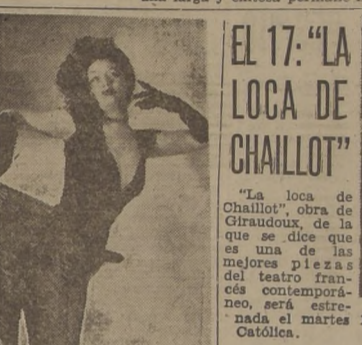 EL 17: "LA
LOCA DE
CHAILLOT"
"La loca de
Chaillot", obra de
Giraudoux, de la
que se dice que
es una de las
mejores piezas
del teatro fran-
cés contemporá-
neo, será estre-
nada el martes
Católica.